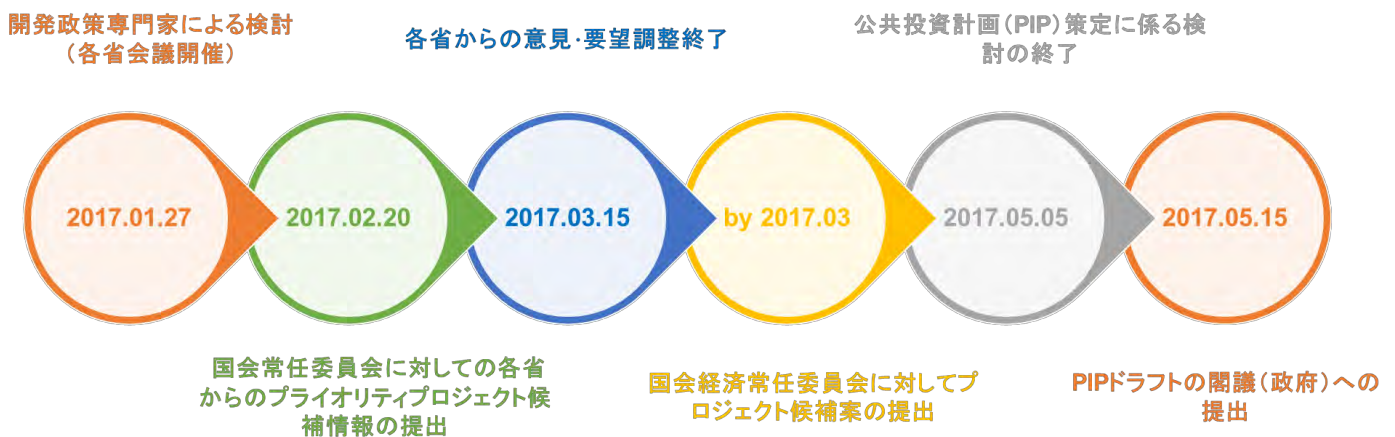 開発政策専門家による検討
（各省会議開催）
各省からの意見・要望調整終了
公共投資計画（PIP）策定に係る検
討の終了
2017.01.27
2017.02.20
2017.03.15
by 2017.03
2017.05.05
2017.05.15
国会常任委員会に対しての各省
からのプライオリティプロジェクト候
補情報の提出
国会経済常任委員会に対してプ
ロジェクト候補案の提出
PIPドラフトの閣議（政府）への
提出